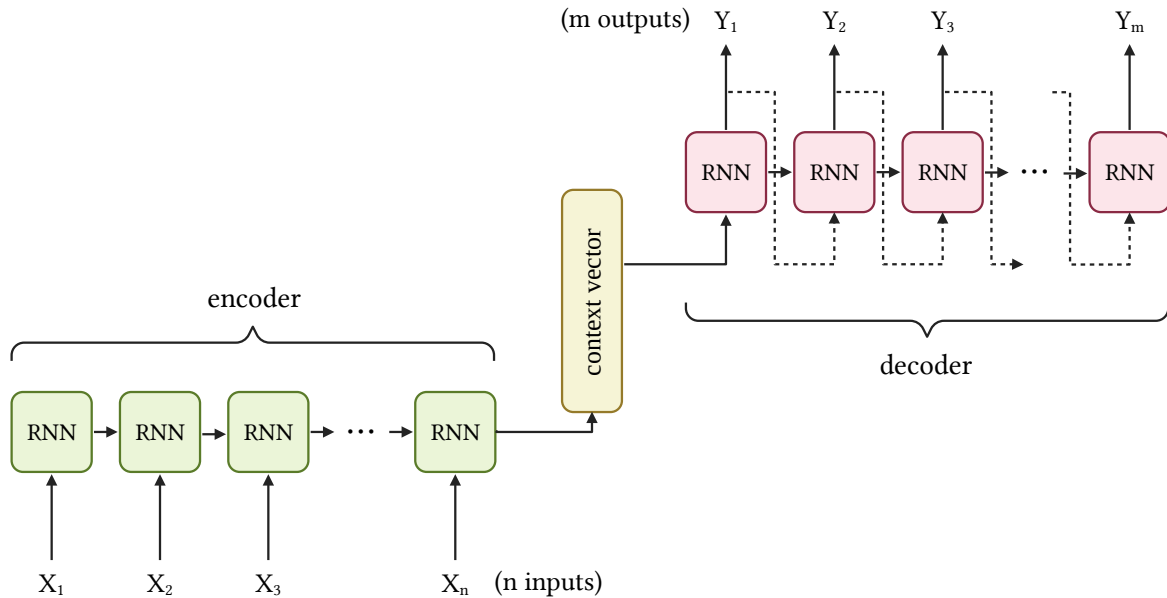 (m outputs) Y₁ Y₂ Y₃ Yₘ
RNN RNN RNN ··· RNN
context vector
encoder
decoder
RNN RNN RNN ··· RNN
X₁ X₂ X₃ Xₙ (n inputs)